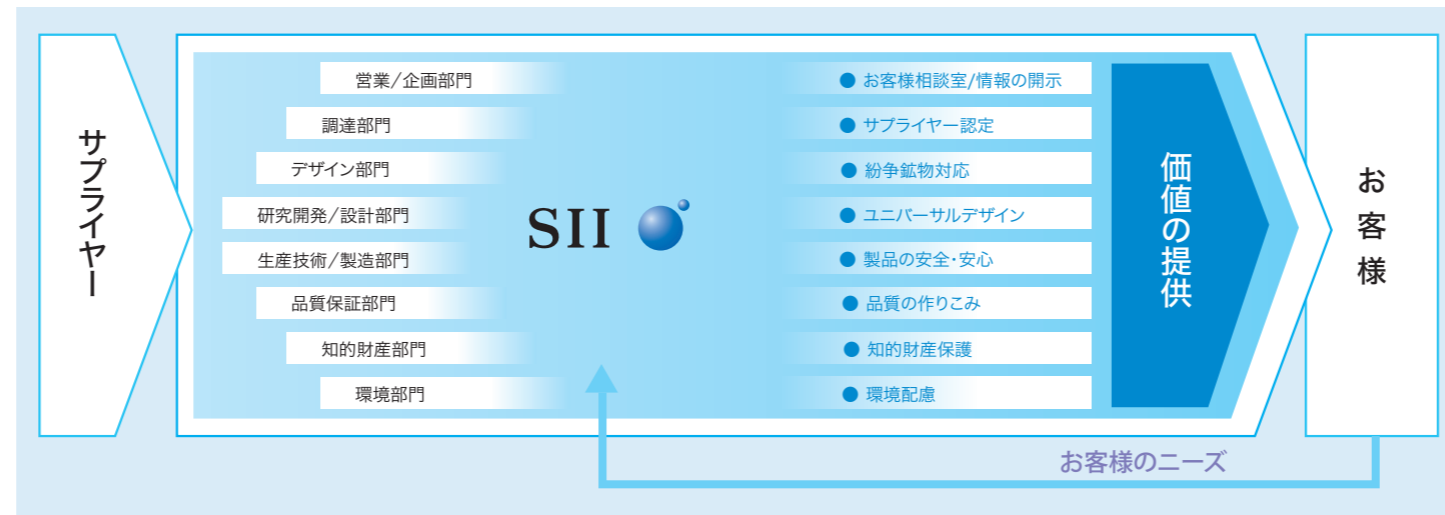 サプライヤー
営業/企画部門
調達部門
デザイン部門
研究開発/設計部門
生産技術/製造部門
品質保証部門
知的財産部門
環境部門
SII
● お客様相談室/情報の開示
● サプライヤー認定
● 紛争鉱物対応
● ユニバーサルデザイン
● 製品の安全・安心
● 品質の作りこみ
● 知的財産保護
● 環境配慮
価値の提供
お客様
お客様のニーズ